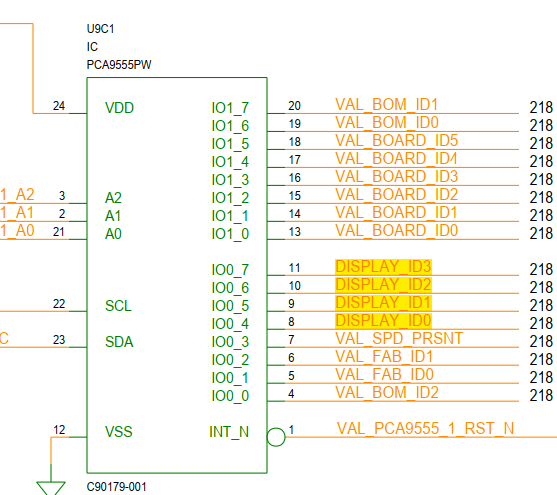 U9C1
IC
PCA9555PW
24 VDD IO1_7 20 VAL_BOM_ID1 218
IO1_6 19 VAL_BOM_ID0 218
IO1_5 18 VAL_BOARD_ID5 218
IO1_4 17 VAL_BOARD_ID4 218
IO1_3 16 VAL_BOARD_ID3 218
1_A2 3 A2 IO1_2 15 VAL_BOARD_ID2 218
1_A1 2 A1 IO1_1 14 VAL_BOARD_ID1 218
1_A0 21 A0 IO1_0 13 VAL_BOARD_ID0 218
IO0_7 11 DISPLAY_ID3 218
IO0_6 10 DISPLAY_ID2 218
22 SCL IO0_5 9 DISPLAY_ID1 218
IO0_4 8 DISPLAY_ID0 218
C 23 SDA IO0_3 7 VAL_SPD_PRSNT 218
IO0_2 6 VAL_FAB_ID1 218
IO0_1 5 VAL_FAB_ID0 218
IO0_0 4 VAL_BOM_ID2 218
12 VSS INT_N 1 VAL_PCA9555_1_RST_N
C90179-001